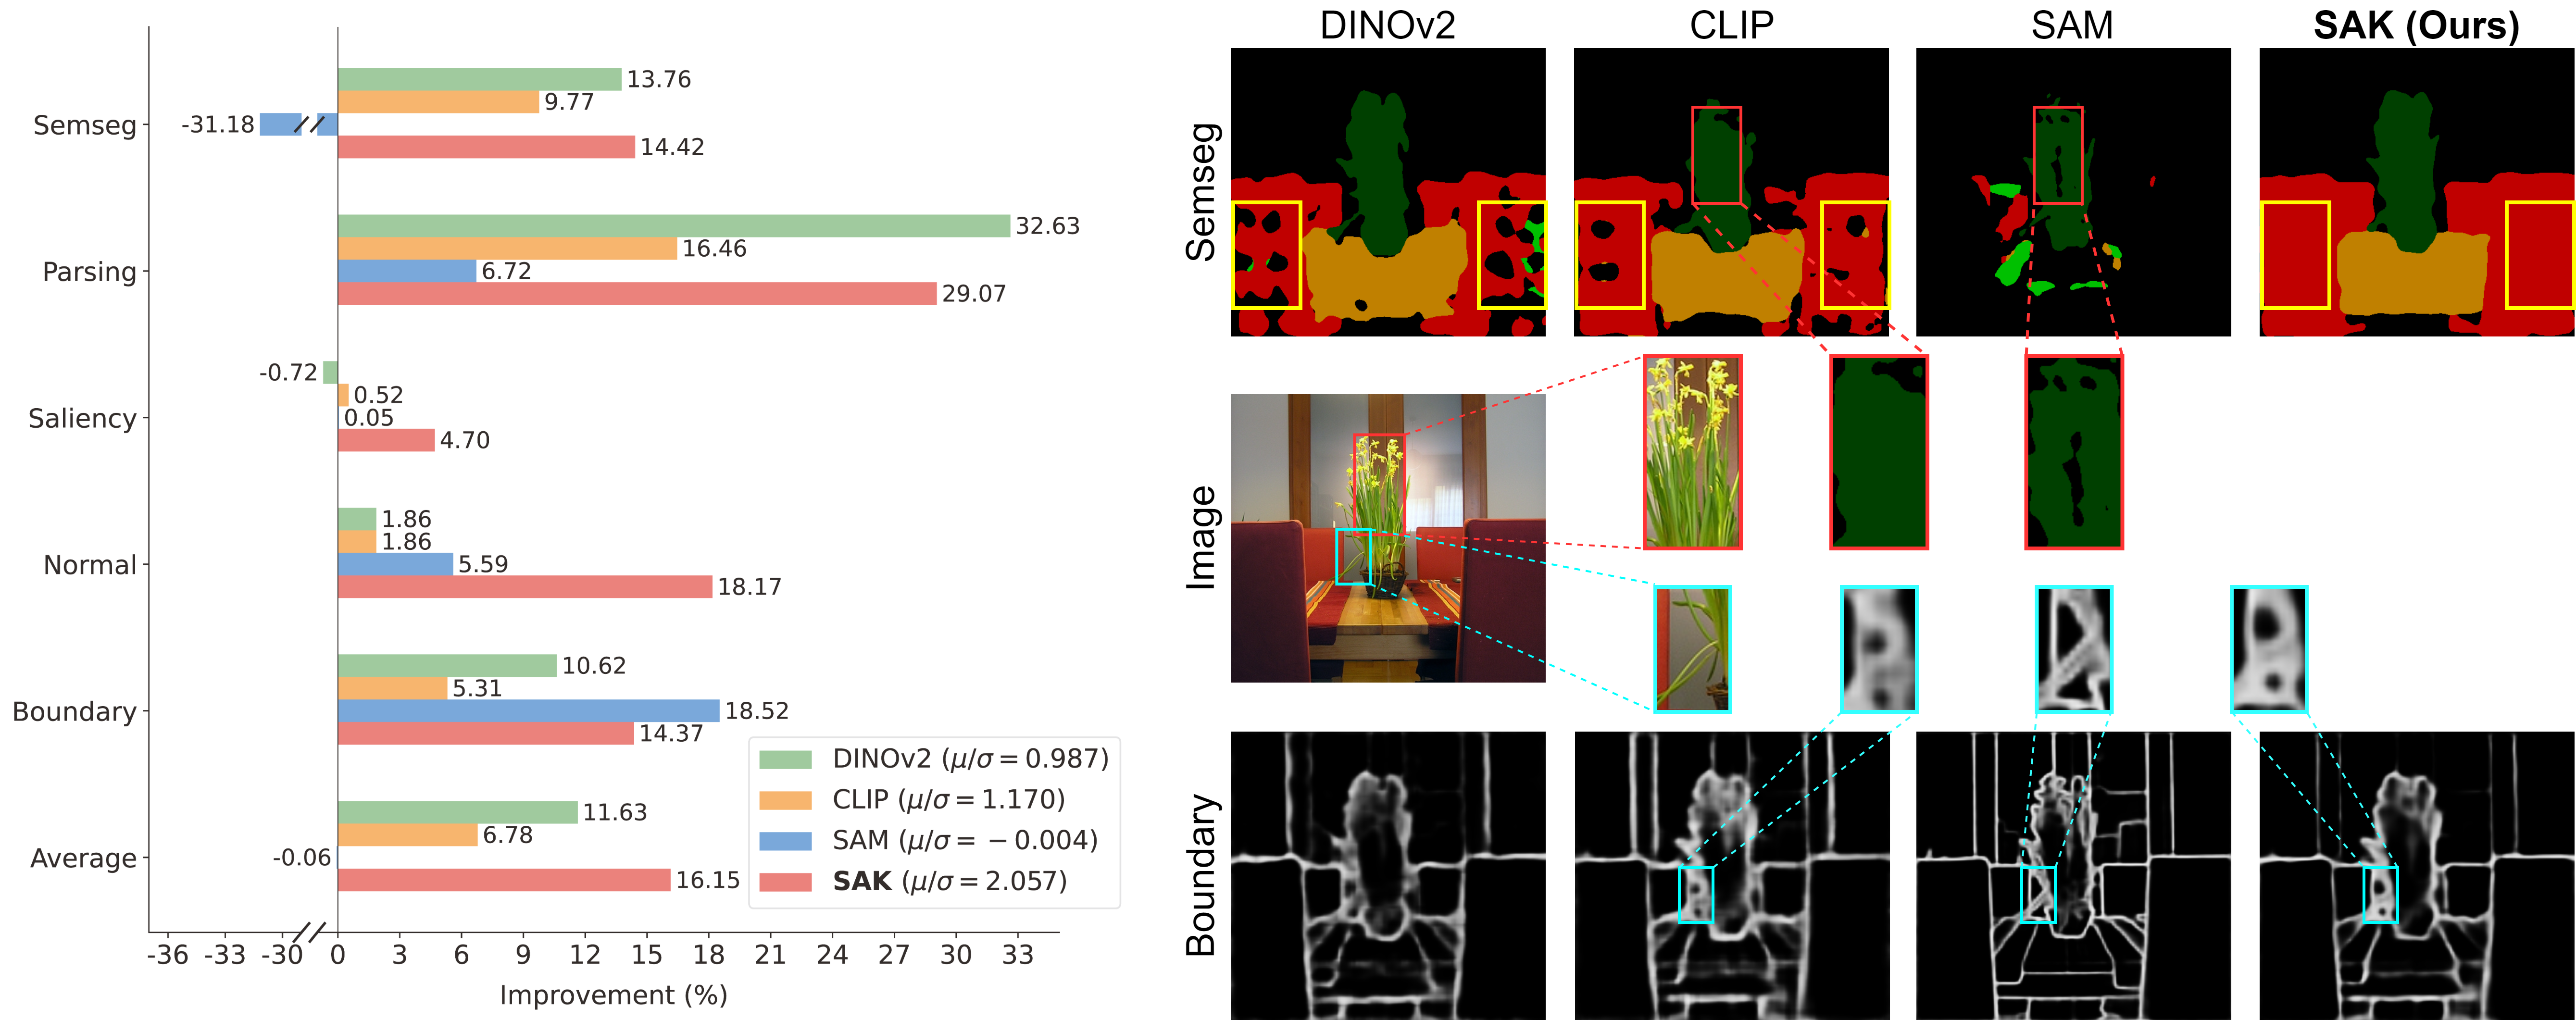 Semseg
13.76
9.77
-31.18
14.42
Parsing
32.63
16.46
6.72
29.07
Saliency
-0.72
0.52
0.05
4.70
Normal
1.86
1.86
5.59
18.17
Boundary
10.62
5.31
18.52
14.37
Average
11.63
6.78
-0.06
16.15
DINOv2 (μ/σ = 0.987)
CLIP (μ/σ = 1.170)
SAM (μ/σ = − 0.004)
SAK (μ/σ = 2.057)
-36 -33 -30 0 3 6 9 12 15 18 21 24 27 30 33
Improvement (%)
DINOv2 CLIP SAM SAK (Ours)
Semseg
Image
Boundary